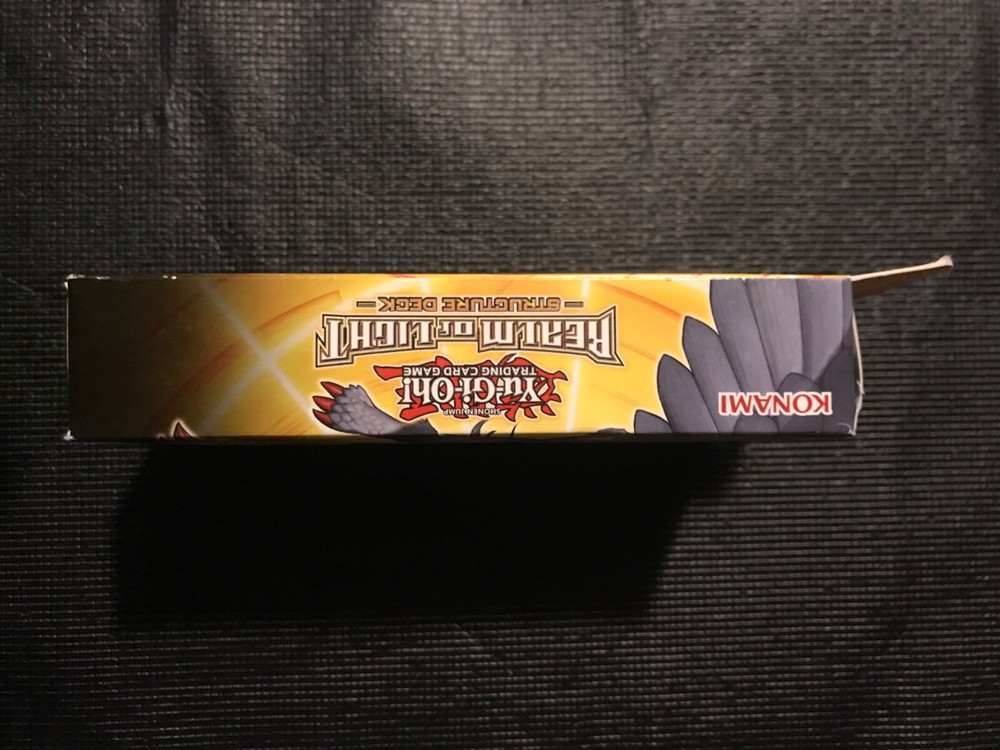 KONAMI
SHONEN JUMP
Yu-Gi-Oh!
TRADING CARD GAME
REALM OF LIGHT
— STRUCTURE DECK —